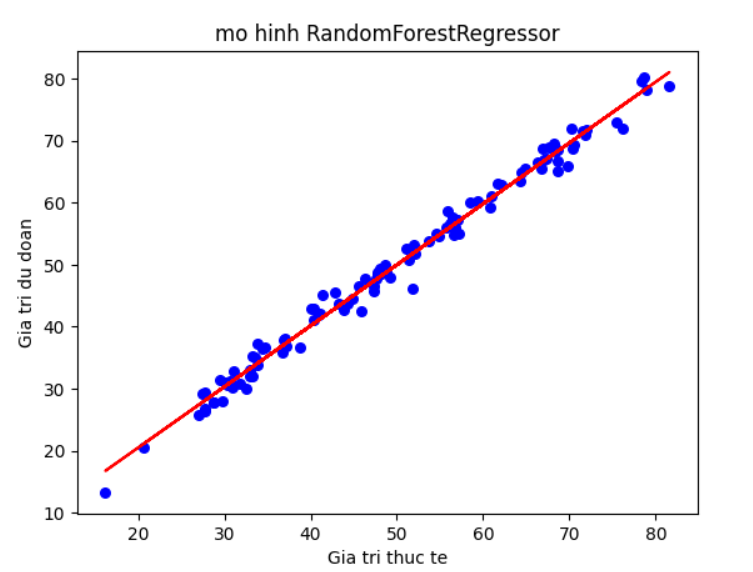 mo hinh RandomForestRegressor
80
70
60
50
40
30
20
10
Gia tri du doan
20 30 40 50 60 70 80
Gia tri thuc te